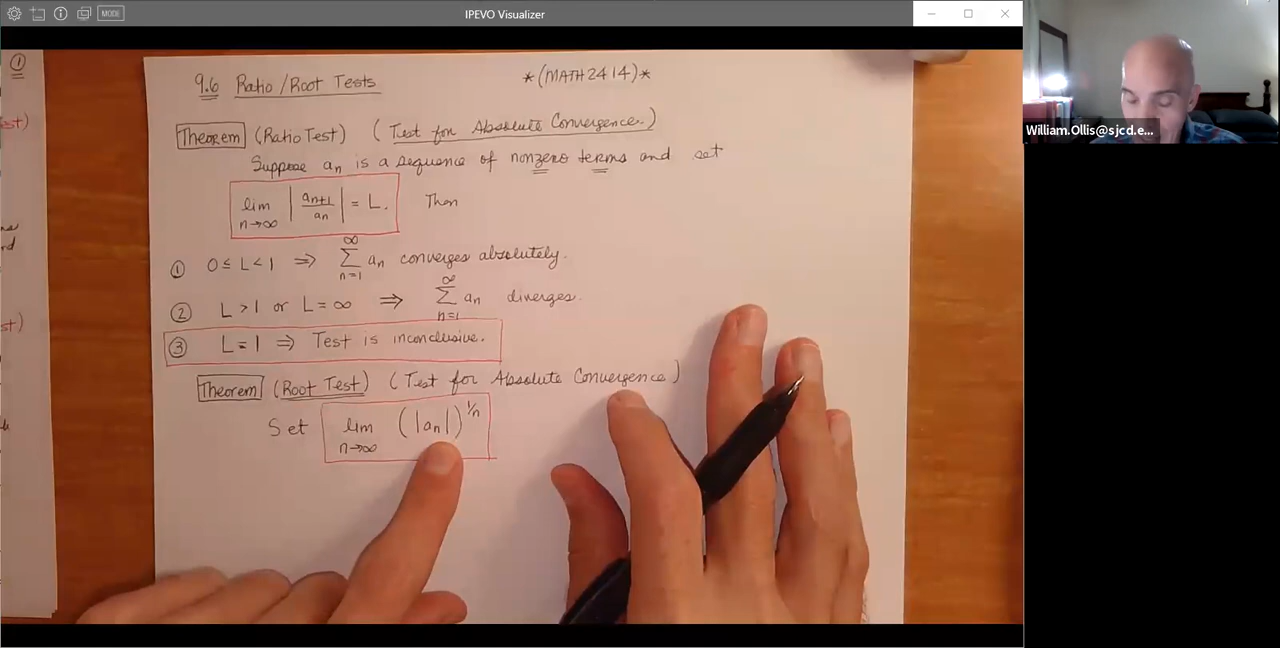 IPEVO Visualizer
MODE
William.Ollis@sjcd.e...
①
9.6 Ratio/Root Tests *(MATH2414)*
Theorem (Ratio Test) (Test for Absolute Convergence.)
Suppose an is a sequence of nonzero terms and set
lim n→∞ |an+1/an| = L. Then
① 0 ≤ L < 1 ⇒ ∞ Σ n=1 an converges absolutely.
② L > 1 or L = ∞ ⇒ ∞ Σ n=1 an diverges.
③ L = 1 ⇒ Test is inconclusive.
Theorem (Root Test) (Test for Absolute Convergence)
Set lim n→∞ (|an|)^1/n